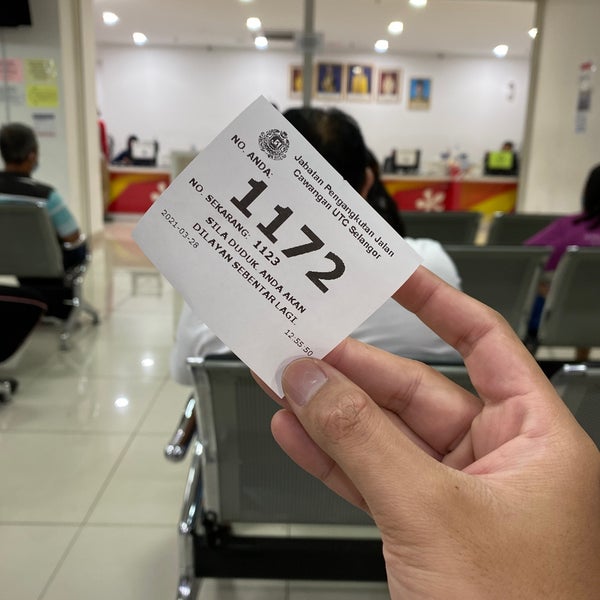 Jabatan Pengangkutan Jalan
Cawangan UTC Selangor
NO. ANDA:
1172
NO. SEKARANG: 1123
SILA DUDUK. ANDA AKAN
DILAYAN SEBENTAR LAGI.
2021-03-26 12:55:50